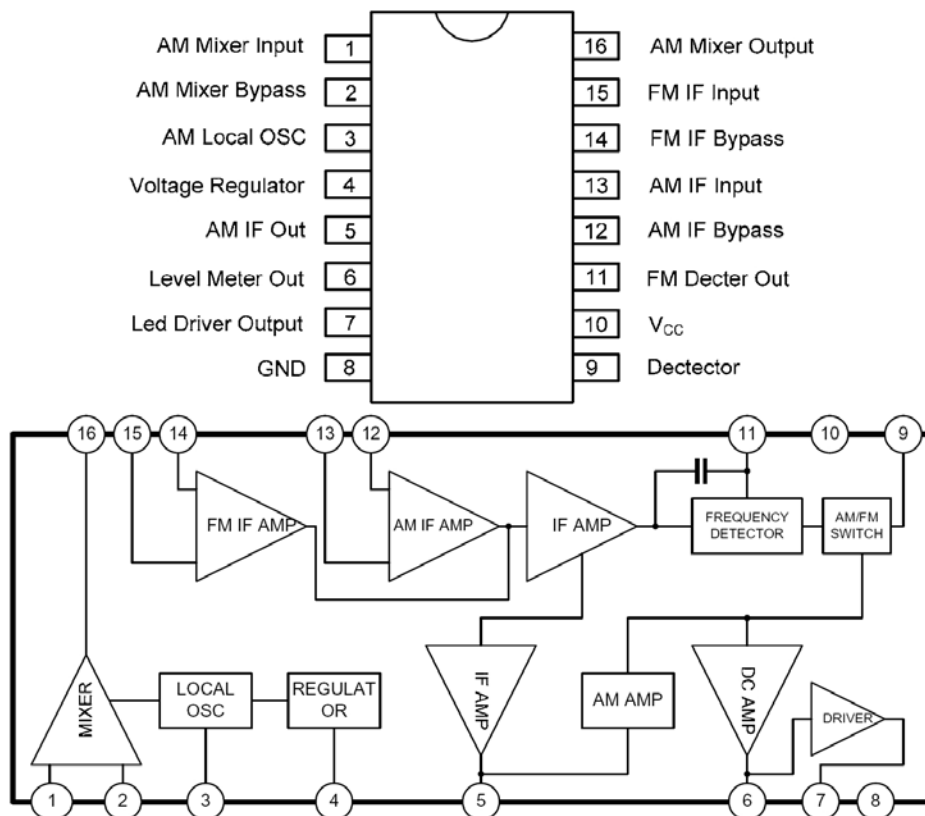 AM Mixer Input 1 16 AM Mixer Output
AM Mixer Bypass 2 15 FM IF Input
AM Local OSC 3 14 FM IF Bypass
Voltage Regulator 4 13 AM IF Input
AM IF Out 5 12 AM IF Bypass
Level Meter Out 6 11 FM Decter Out
Led Driver Output 7 10 VCC
GND 8 9 Dectector
16 15 14 13 12 11 10 9
FM IF AMP
AM IF AMP
IF AMP
FREQUENCY
DETECTOR
AM/FM
SWITCH
MIXER
LOCAL
OSC
REGULAT
OR
IF AMP
AM AMP
DC AMP
DRIVER
1 2 3 4 5 6 7 8